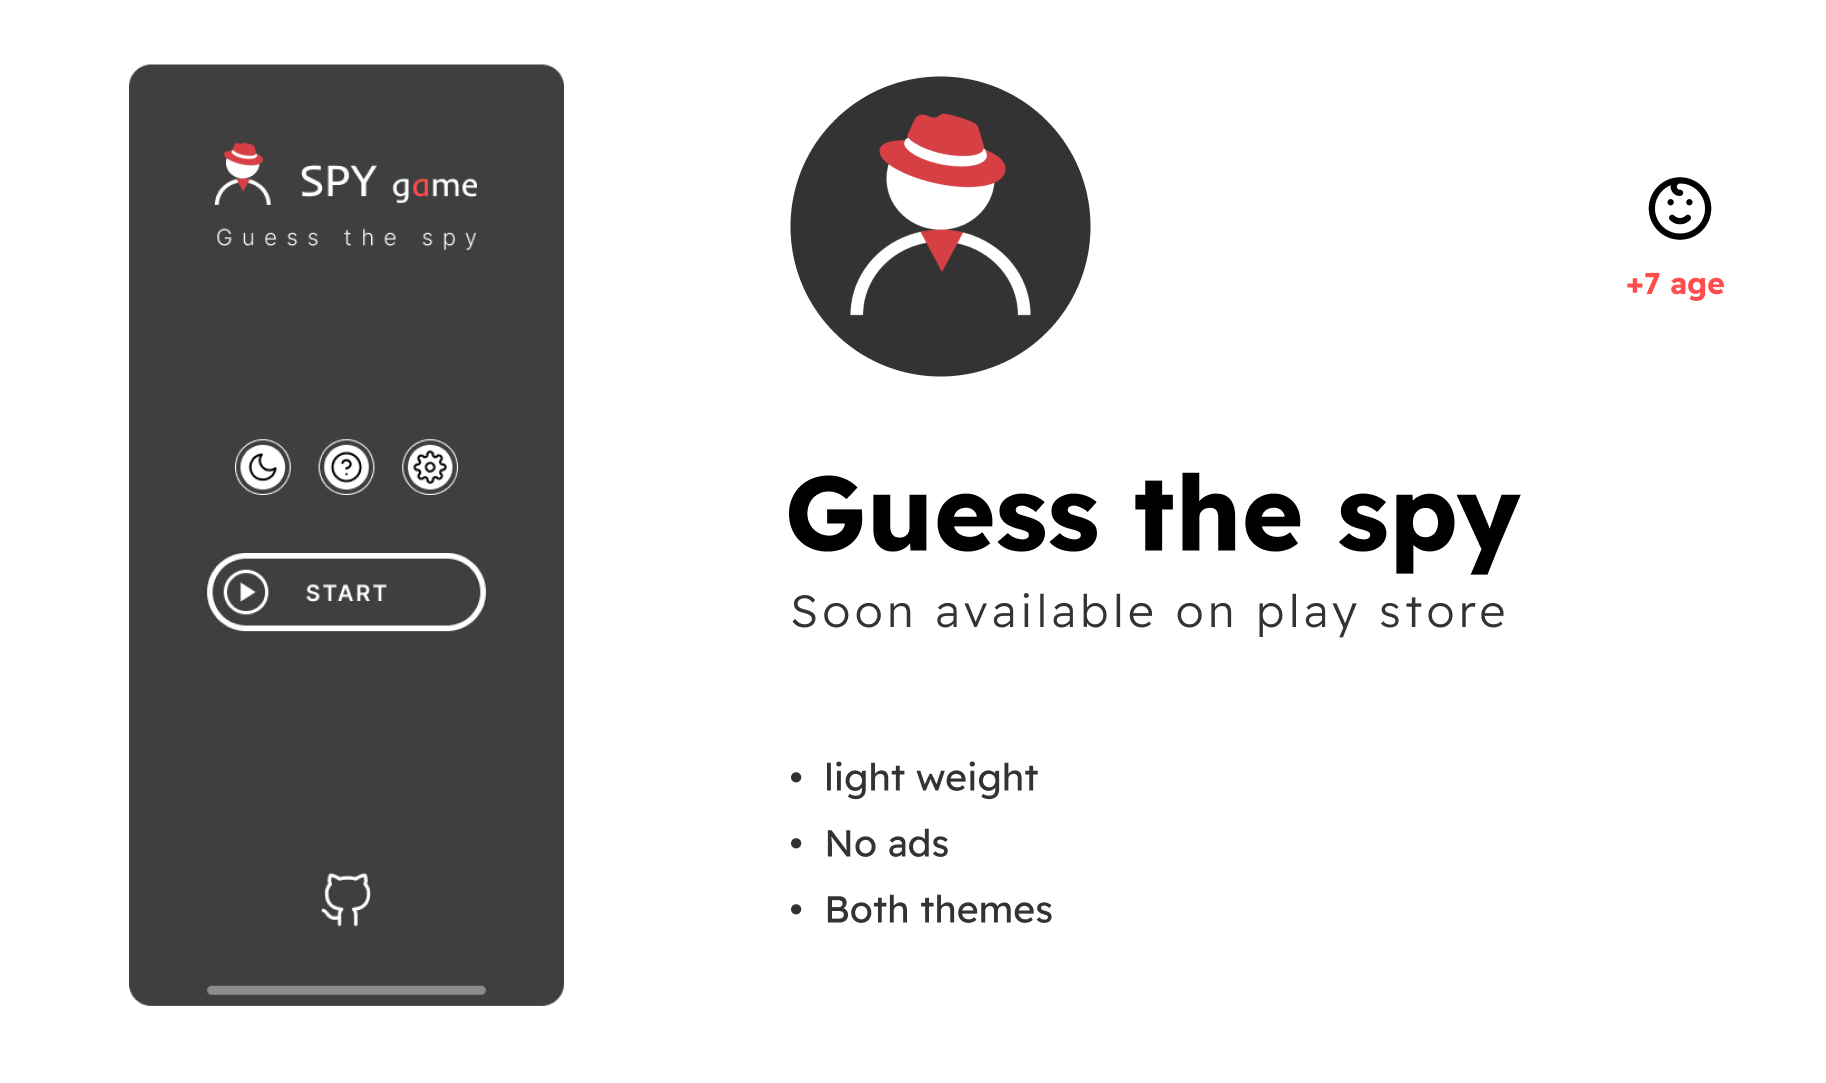 SPY game
Guess the spy
START
+7 age
Guess the spy
Soon available on play store
• light weight
• No ads
• Both themes